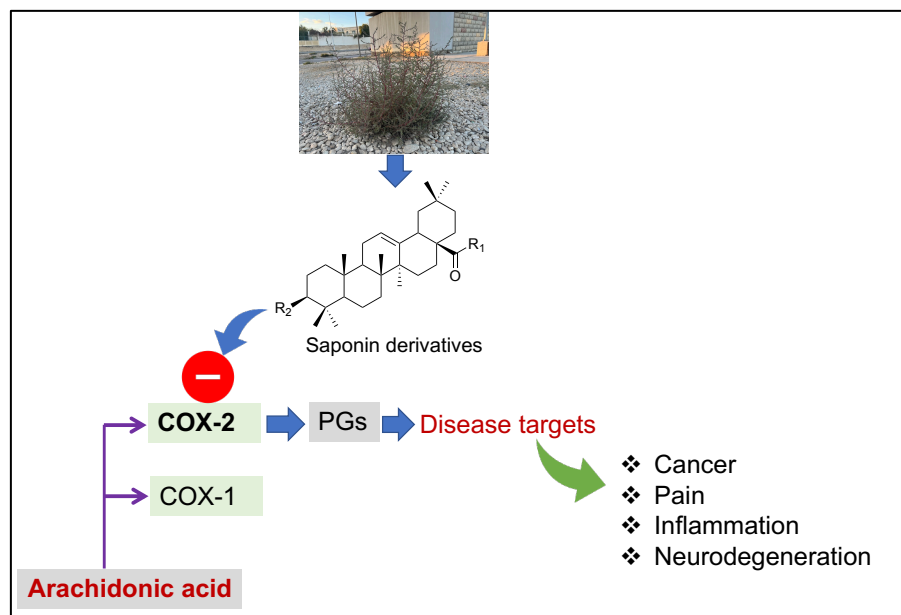 R₁
O
R₂
Saponin derivatives
COX-2
PGs
Disease targets
COX-1
❖ Cancer
❖ Pain
❖ Inflammation
❖ Neurodegeneration
Arachidonic acid